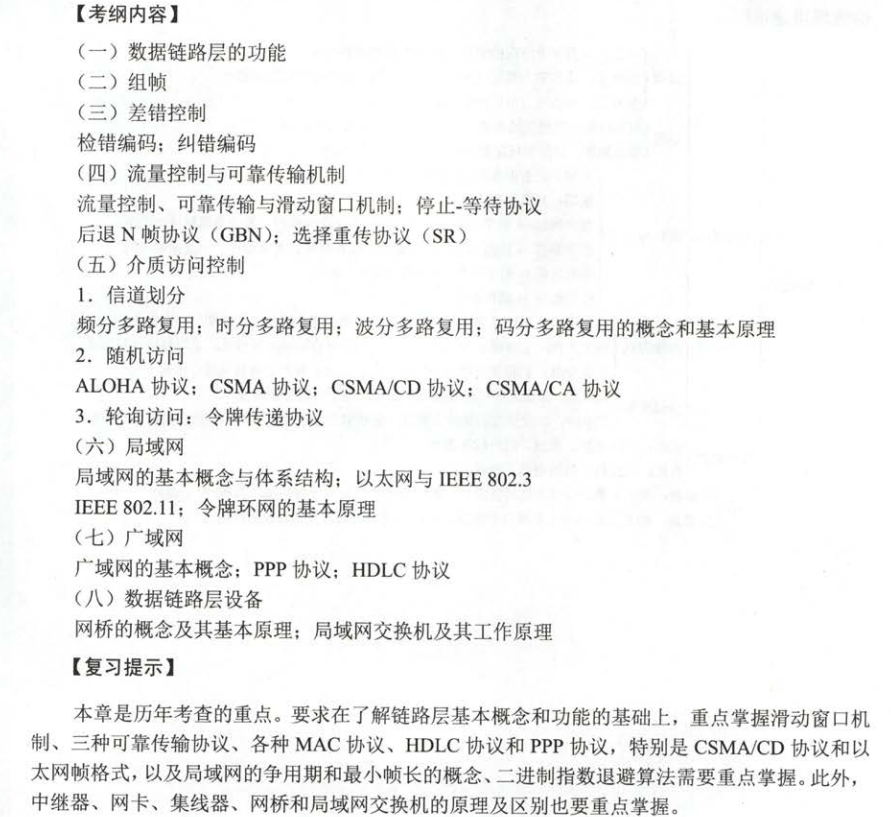 【考纲内容】
（一）数据链路层的功能
（二）组帧
（三）差错控制
检错编码；纠错编码
（四）流量控制与可靠传输机制
流量控制、可靠传输与滑动窗口机制；停止-等待协议
后退 N 帧协议（GBN）；选择重传协议（SR）
（五）介质访问控制
1．信道划分
频分多路复用；时分多路复用；波分多路复用；码分多路复用的概念和基本原理
2．随机访问
ALOHA 协议；CSMA 协议；CSMA/CD 协议；CSMA/CA 协议
3．轮询访问：令牌传递协议
（六）局域网
局域网的基本概念与体系结构；以太网与 IEEE 802.3
IEEE 802.11；令牌环网的基本原理
（七）广域网
广域网的基本概念；PPP 协议；HDLC 协议
（八）数据链路层设备
网桥的概念及其基本原理；局域网交换机及其工作原理
【复习提示】
本章是历年考查的重点。要求在了解链路层基本概念和功能的基础上，重点掌握滑动窗口机
制、三种可靠传输协议、各种 MAC 协议、HDLC 协议和 PPP 协议，特别是 CSMA/CD 协议和以
太网帧格式，以及局域网的争用期和最小帧长的概念、二进制指数退避算法需要重点掌握。此外，
中继器、网卡、集线器、网桥和局域网交换机的原理及区别也要重点掌握。